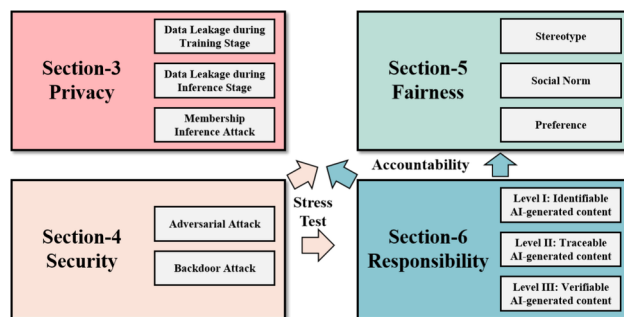 Section-3
Privacy
Data Leakage during
Training Stage
Data Leakage during
Inference Stage
Membership
Inference Attack
Section-5
Fairness
Stereotype
Social Norm
Preference
Accountability
Stress
Test
Section-4
Security
Adversarial Attack
Backdoor Attack
Section-6
Responsibility
Level I: Identifiable
AI-generated content
Level II: Traceable
AI-generated content
Level III: Verifiable
AI-generated content